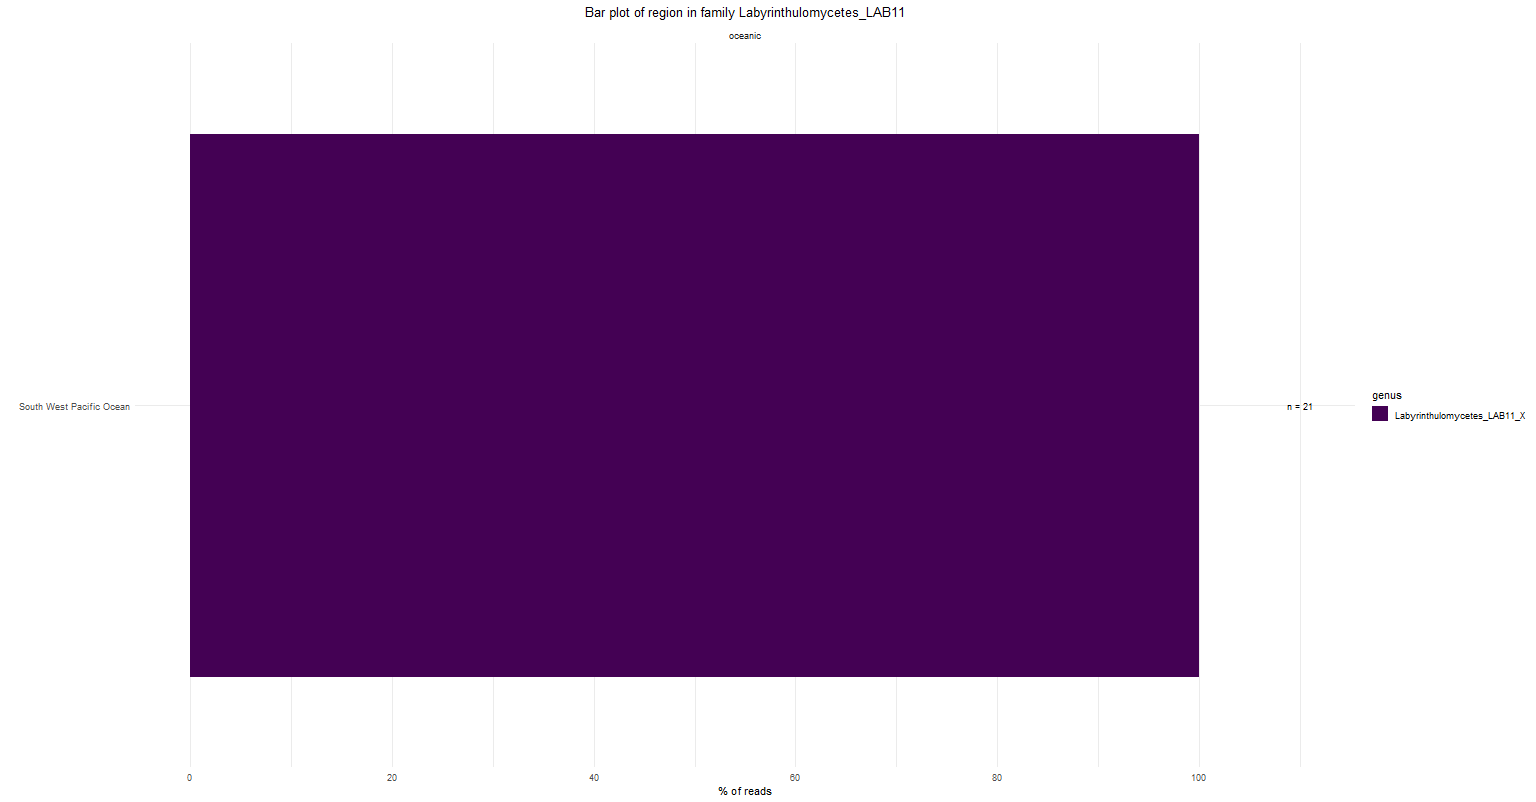 Bar plot of region in family Labyrinthulomycetes_LAB11
oceanic
South West Pacific Ocean
n = 21
genus
Labyrinthulomycetes_LAB11_X
0
20
40
60
80
100
% of reads